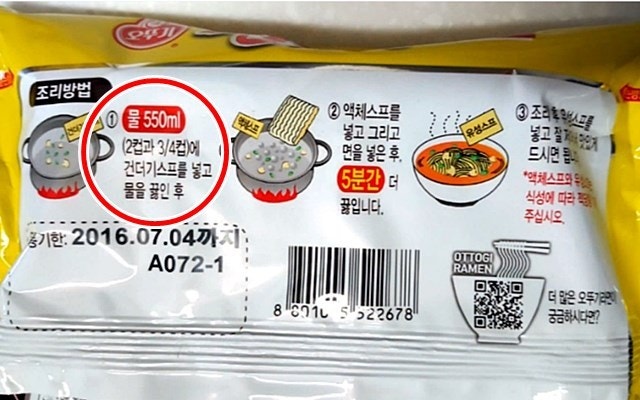 오뚜기
조리방법
건더기
① 물 550ml
(2컵과 3/4컵)에
건더기스프를 넣고
물을 끓인 후
액체스프
② 액체스프를
넣고 그리고
면을 넣은 후,
5분간 더
끓입니다.
유성스프
③
넣고 잘
드시면
*액체스프와
식성에 따라
주십시오.
2016.07.04까지
A072-1
OTTOGI
RAMEN
더 많은
궁금하시다면?